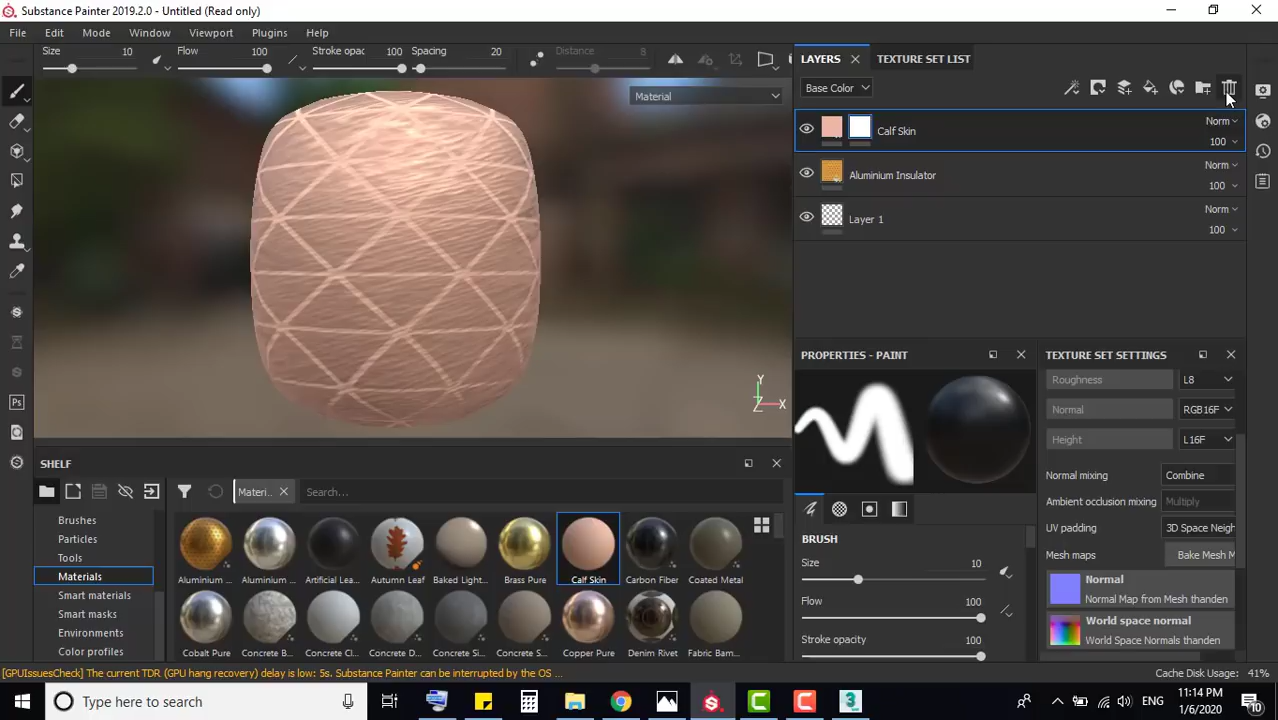 Substance Painter 2019.2.0 - Untitled (Read only)
File Edit Mode Window Viewport Plugins Help
Size 10 Flow 100 Stroke opac 100 Spacing 20 Distance 8
Material
LAYERS TEXTURE SET LIST
Base Color
Calf Skin Norm
100
Aluminium Insulator Norm
100
Layer 1 Norm
100
Y
Z X
PROPERTIES - PAINT
BRUSH
Size 10
Flow 100
Stroke opacity 100
TEXTURE SET SETTINGS
Roughness L8
Normal RGB16F
Height L16F
Normal mixing Combine
Ambient occlusion mixing Multiply
UV padding 3D Space Neigh
Mesh maps Bake Mesh M
Normal
Normal Map from Mesh thanden
World space normal
World Space Normals thanden
SHELF
Materi.. Search...
Brushes
Particles
Tools
Materials
Smart materials
Smart masks
Environments
Color profiles
Aluminium ... Aluminium ... Artificial Lea... Autumn Leaf Baked Light... Brass Pure Calf Skin Carbon Fiber Coated Metal
Cobalt Pure Concrete B... Concrete Cl... Concrete D... Concrete Si... Concrete S... Copper Pure Denim Rivet Fabric Bam...
[GPUIssuesCheck] The current TDR (GPU hang recovery) delay is low: 5s. Substance Painter can be interrupted by the OS ...
Cache Disk Usage: 41%
Type here to search
11:14 PM
1/6/2020
10